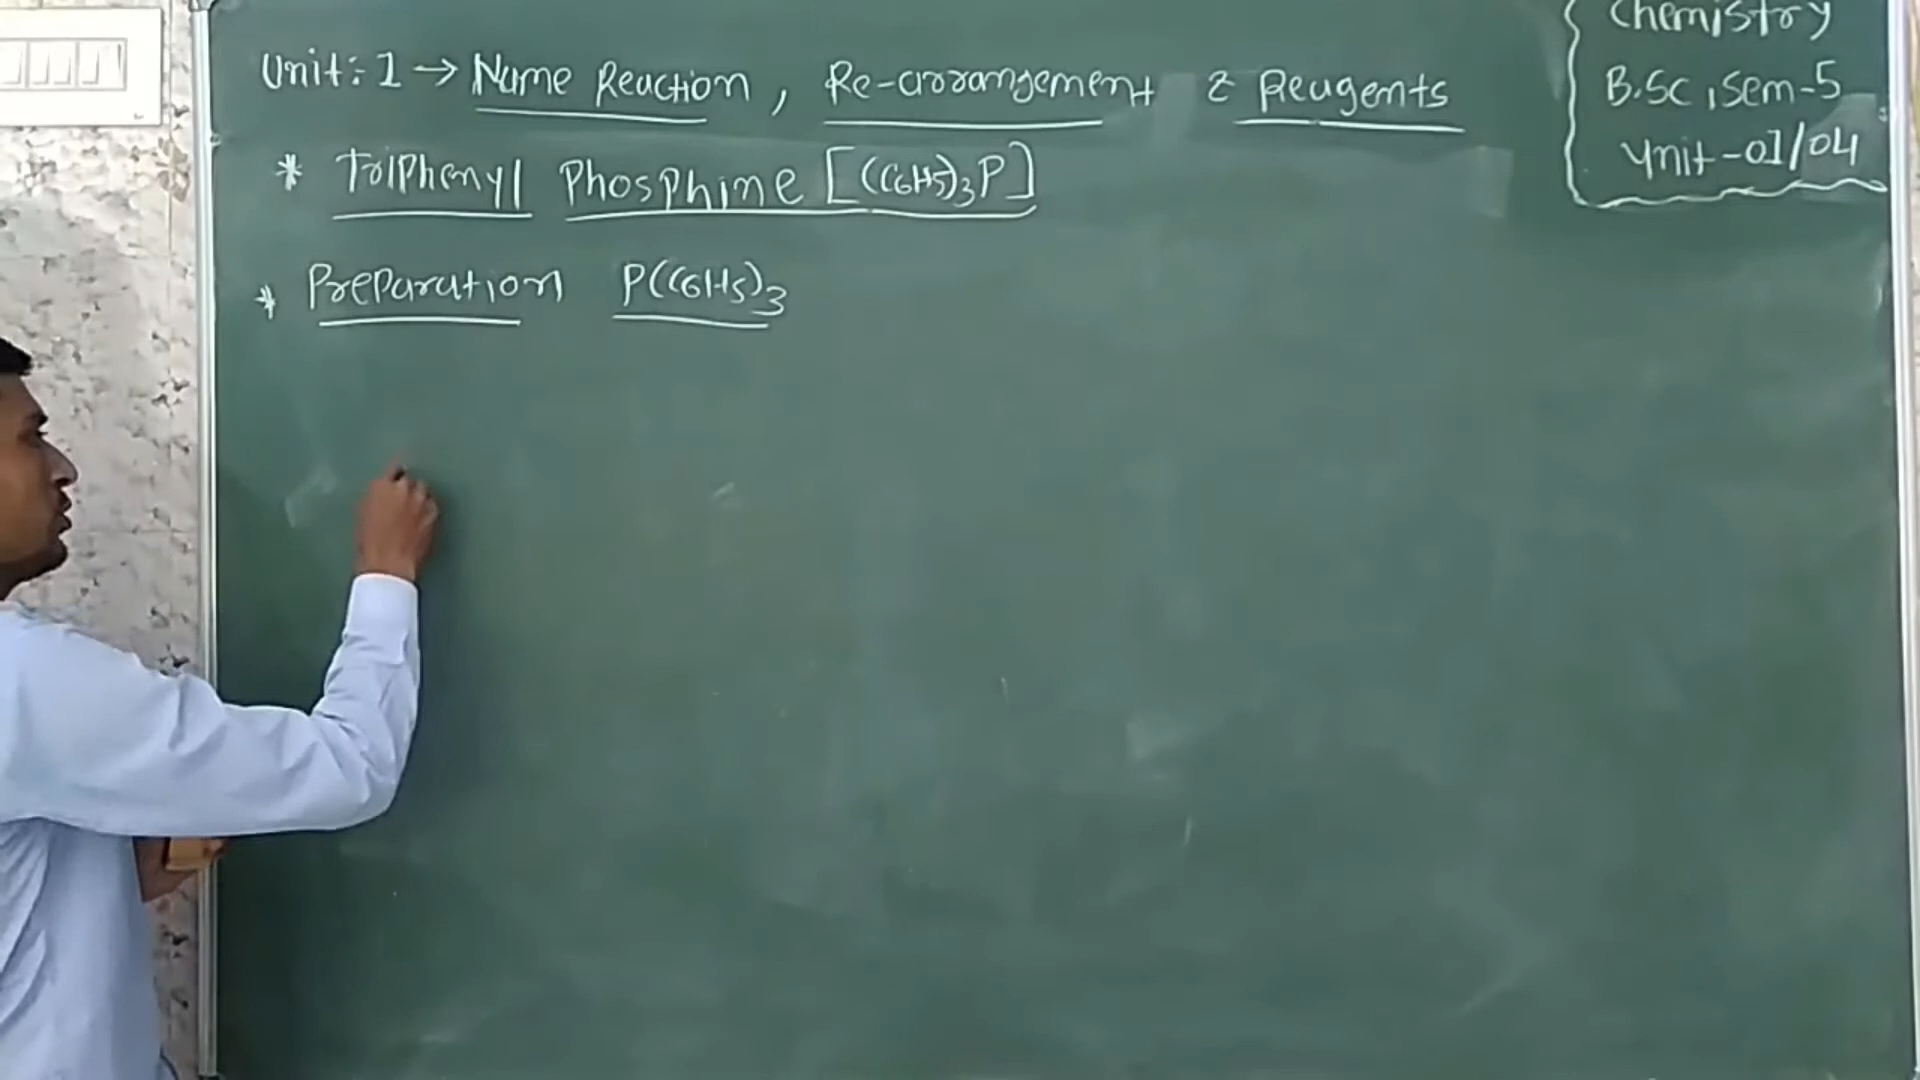 Unit:-1 → Name Reaction, Re-arrangement & Reagents
* Triphenyl Phosphine [(C6H5)3P]
* Preparation P(C6H5)3
Chemistry
B.Sc, Sem-5
Unit-01/04